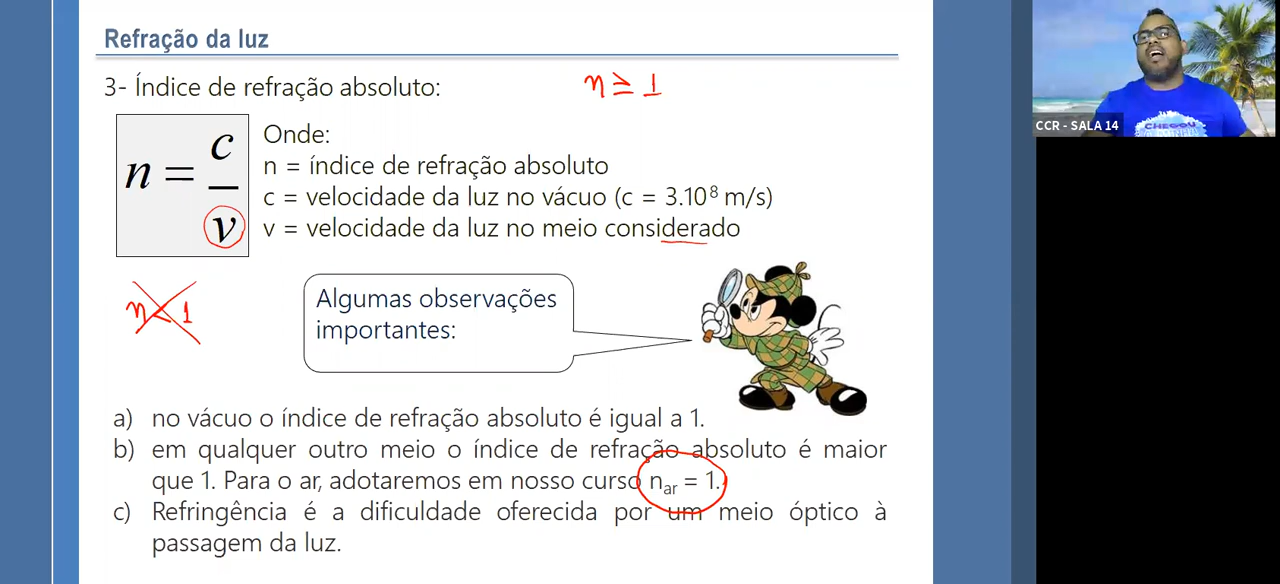 Refração da luz
3- Índice de refração absoluto:
n ≥ 1
n = c
v
Onde:
n = índice de refração absoluto
c = velocidade da luz no vácuo (c = 3.10⁸ m/s)
v = velocidade da luz no meio considerado
n < 1
Algumas observações
importantes:
a) no vácuo o índice de refração absoluto é igual a 1.
b) em qualquer outro meio o índice de refração absoluto é maior
que 1. Para o ar, adotaremos em nosso curso nar = 1.
c) Refringência é a dificuldade oferecida por um meio óptico à
passagem da luz.
CCR - SALA 14
CHEGOU